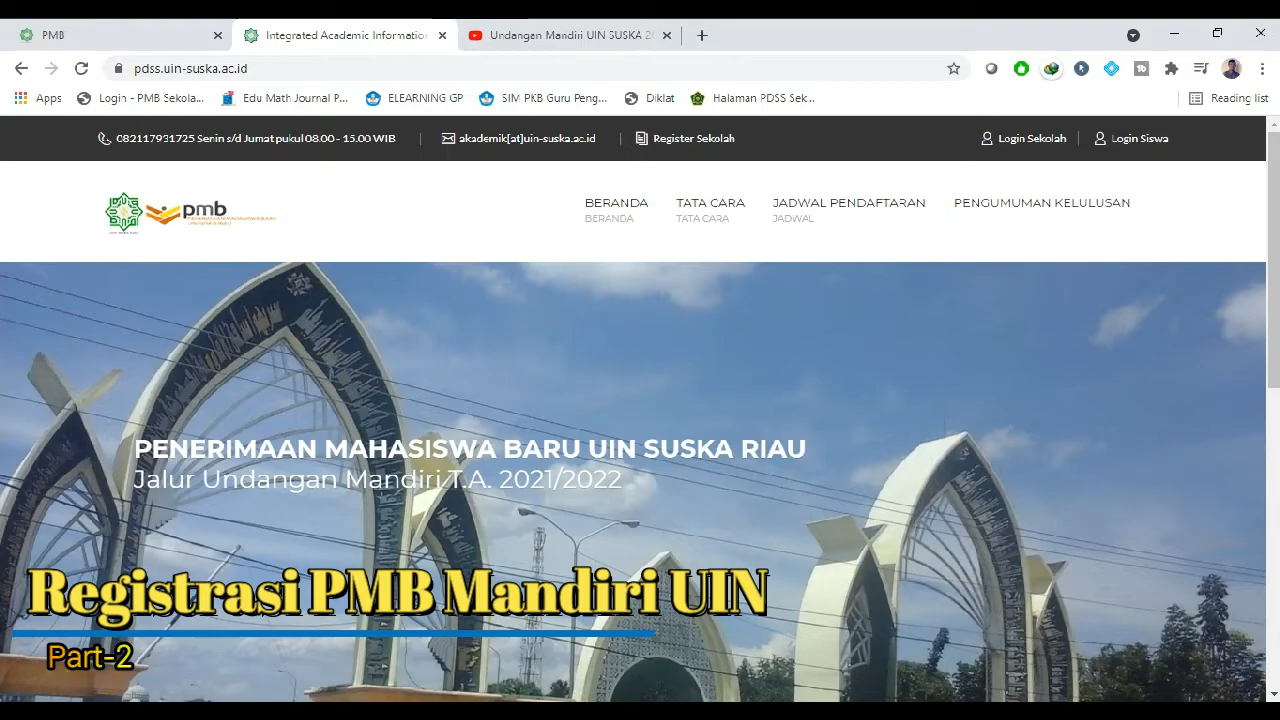 PMB
Integrated Academic Information
Undangan Mandiri UIN SUSKA 2
pdss.uin-suska.ac.id
Apps
Login - PMB Sekola...
Edu Math Journal P...
ELEARNING GP
SIM PKB Guru Peng...
Diklat
Halaman PDSS Sek...
Reading list
082117931725 Senin s/d Jumat pukul 08.00 - 15.00 WIB
akademik[at]uin-suska.ac.id
Register Sekolah
Login Sekolah
Login Siswa
pmb
BERANDA TATA CARA JADWAL PENDAFTARAN PENGUMUMAN KELULUSAN
BERANDA TATA CARA JADWAL
PENERIMAAN MAHASISWA BARU UIN SUSKA RIAU
Jalur Undangan Mandiri T.A. 2021/2022
Registrasi PMB Mandiri UIN
Part-2